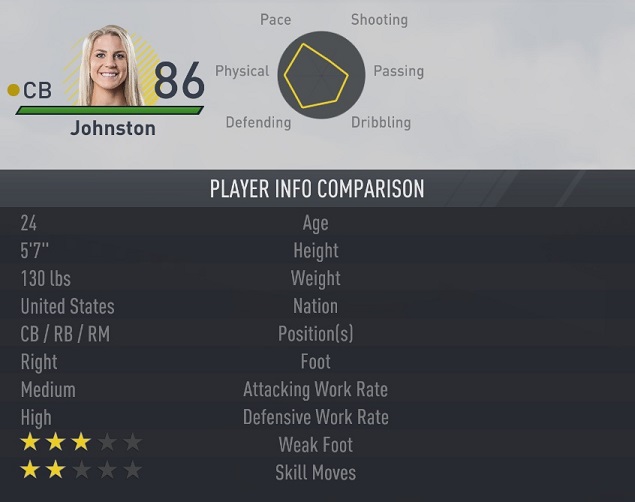 Pace Shooting
CB 86 Physical Passing
Johnston Defending Dribbling
PLAYER INFO COMPARISON
24 Age
5'7" Height
130 lbs Weight
United States Nation
CB / RB / RM Position(s)
Right Foot
Medium Attacking Work Rate
High Defensive Work Rate
Weak Foot
Skill Moves